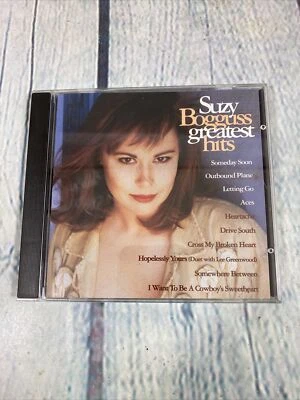 Suzy
Bogguss
greatest
hits
Someday Soon
Outbound Plane
Letting Go
Aces
Heartache
Drive South
Cross My Broken Heart
Hopelessly Yours (Duet with Lee Greenwood)
Somewhere Between
I Want To Be A Cowboy's Sweetheart